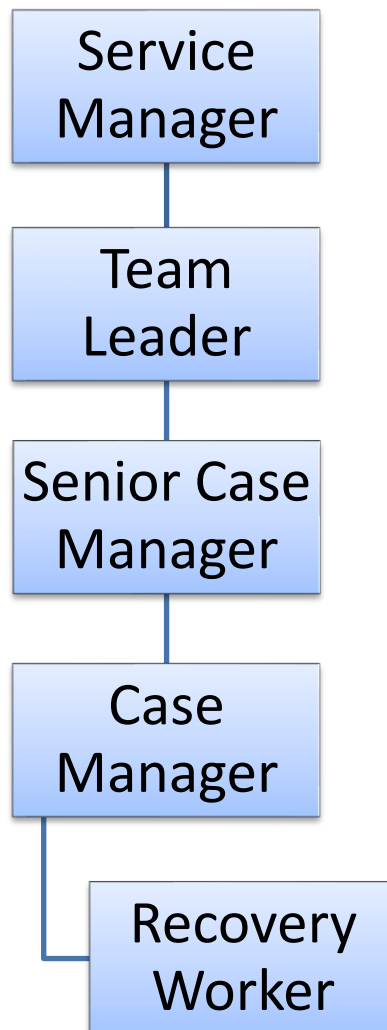 Service
Manager
Team
Leader
Senior Case
Manager
Case
Manager
Recovery
Worker